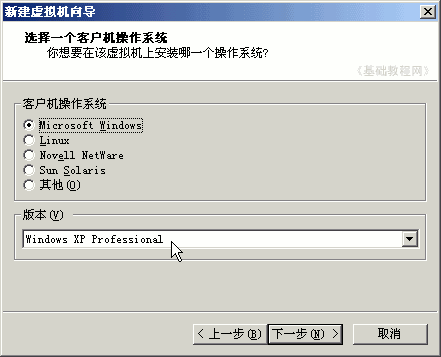 新建虚拟机向导
选择一个客户机操作系统
你想要在该虚拟机上安装哪一个操作系统?
《基础教程网》
客户机操作系统
Microsoft Windows
Linux
Novell NetWare
Sun Solaris
其他(O)
版本(V)
Windows XP Professional
< 上一步(B) 下一步(N) > 取消